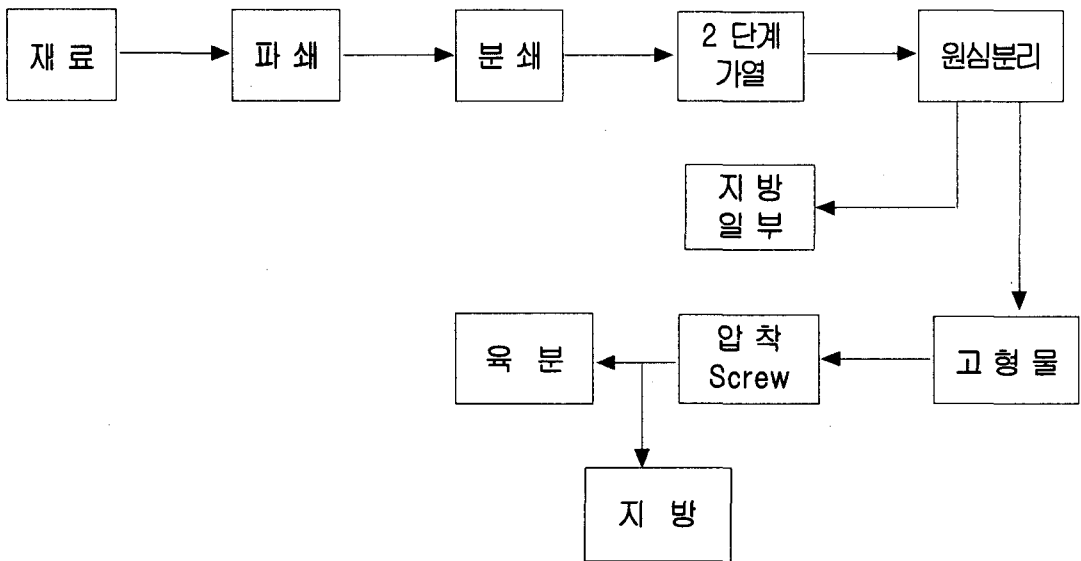 재 료
파 쇄
분 쇄
2 단계
가열
원심분리
지 방
일 부
육 분
압 착
Screw
고 형 물
지 방